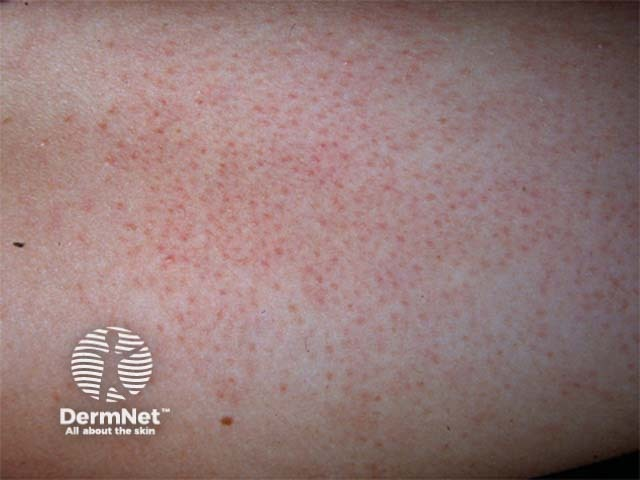 DermNet™
All about the skin